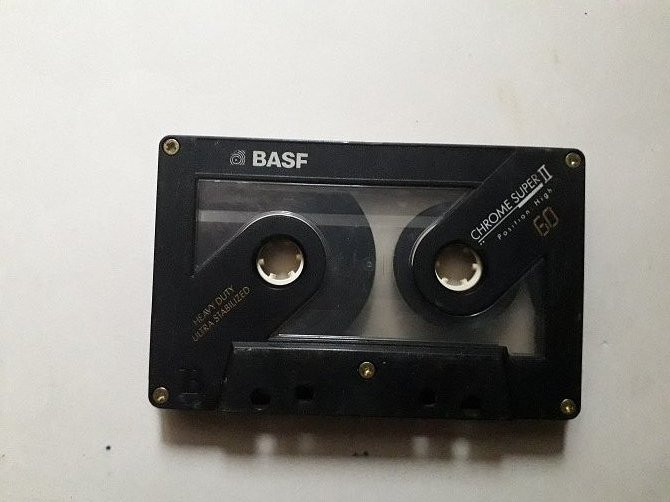 BASF
CHROME SUPER II
Position High
60
HEAVY DUTY
ULTRA STABILIZED
B